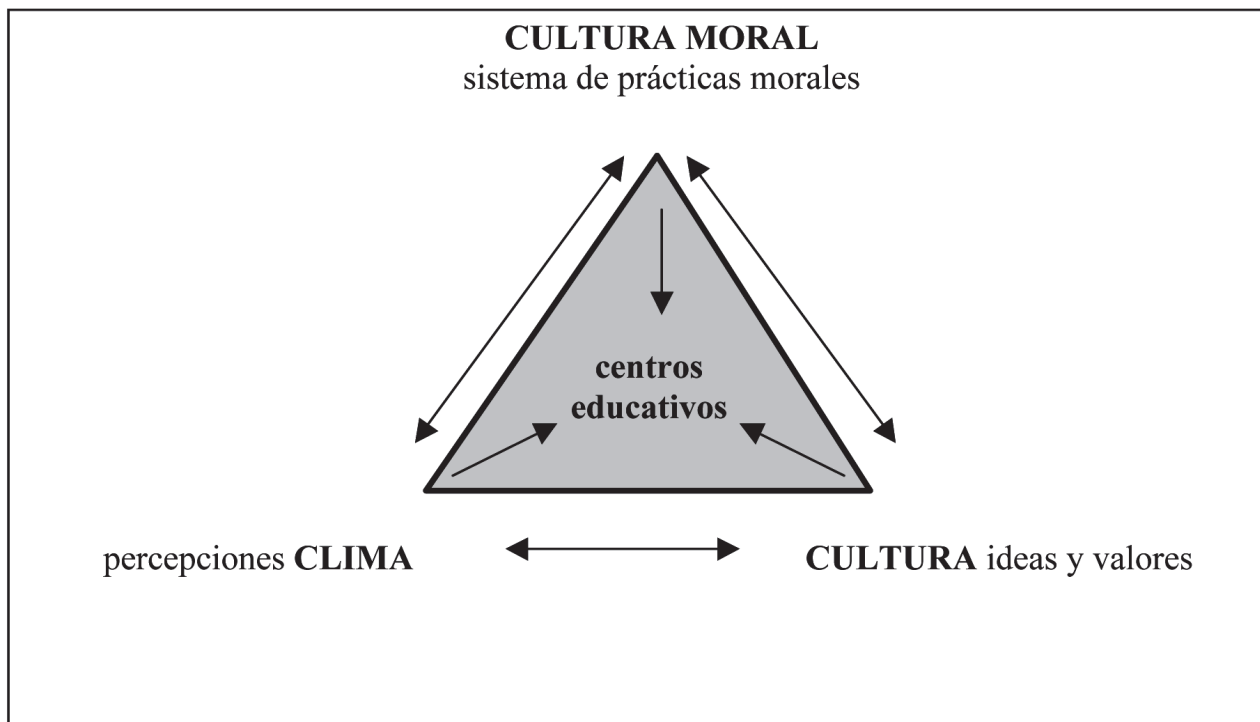 CULTURA MORAL
sistema de prácticas morales
centros
educativos
percepciones CLIMA
CULTURA ideas y valores